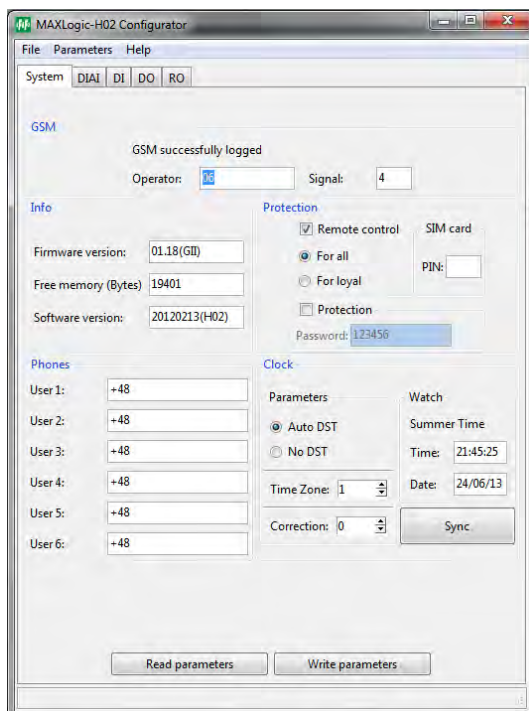 MAXLogic-H02 Configurator
File Parameters Help
System DIAI DI DO RO
GSM
GSM successfully logged
Operator: 06 Signal: 4
Info
Firmware version: 01.18(GII)
Free memory (Bytes) 19401
Software version: 20120213(H02)
Protection
Remote control
For all
For loyal
SIM card
PIN:
Protection
Password: 123456
Phones
User 1: +48
User 2: +48
User 3: +48
User 4: +48
User 5: +48
User 6: +48
Clock
Parameters
Auto DST
No DST
Time Zone: 1
Correction: 0
Watch
Summer Time
Time: 21:45:25
Date: 24/06/13
Sync
Read parameters Write parameters